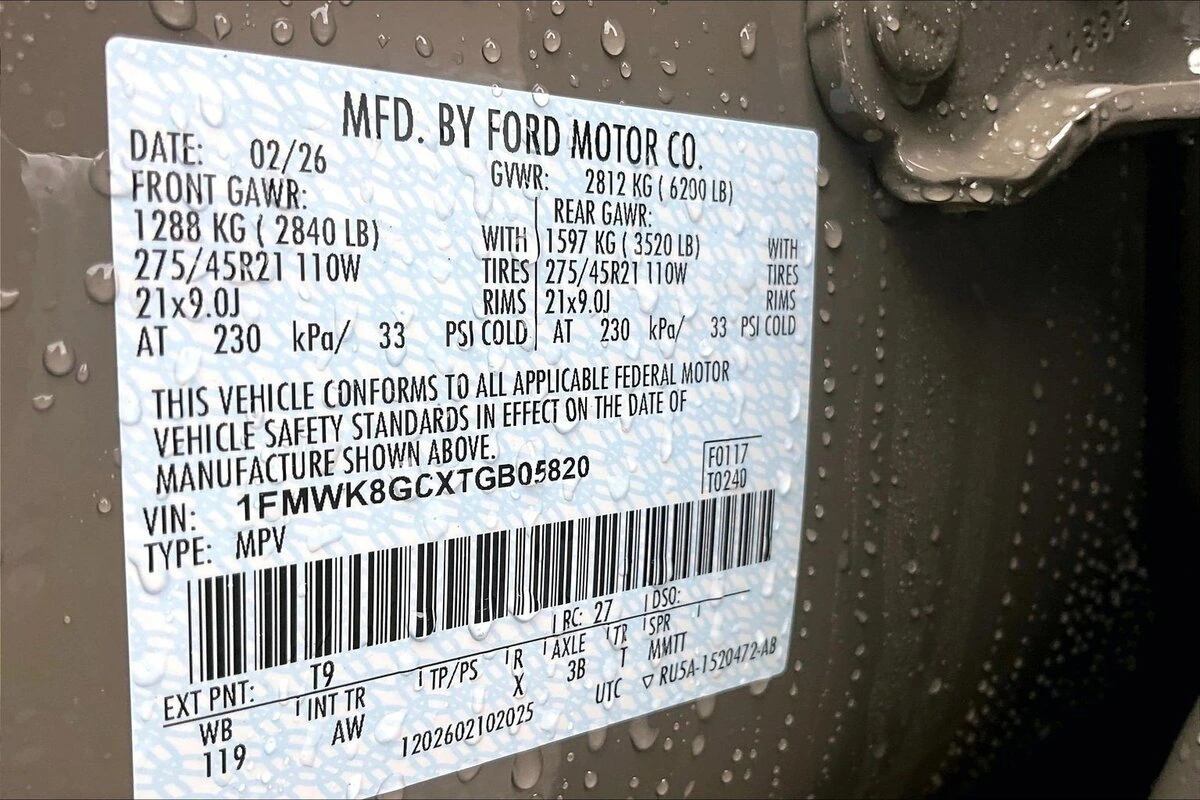 MFD. BY FORD MOTOR CO.
DATE: 02/26 GVWR: 2812 KG ( 6200 LB)
FRONT GAWR: REAR GAWR:
1288 KG ( 2840 LB) WITH 1597 KG ( 3520 LB) WITH
275/45R21 110W TIRES 275/45R21 110W TIRES
21x9.0J RIMS 21x9.0J RIMS
AT 230 kPa/ 33 PSI COLD AT 230 kPa/ 33 PSI COLD
THIS VEHICLE CONFORMS TO ALL APPLICABLE FEDERAL MOTOR
VEHICLE SAFETY STANDARDS IN EFFECT ON THE DATE OF
MANUFACTURE SHOWN ABOVE.
VIN: 1FMWK8GCXTGB05820 F0117
TYPE: MPV T0240
EXT PNT: T9 RC: 27 DSO:
WB INT TR TP/PS R AXLE TR SPR
119 AW X 3B T MMTT
1202602102025 UTC ▽ RU5A-1520472-AB